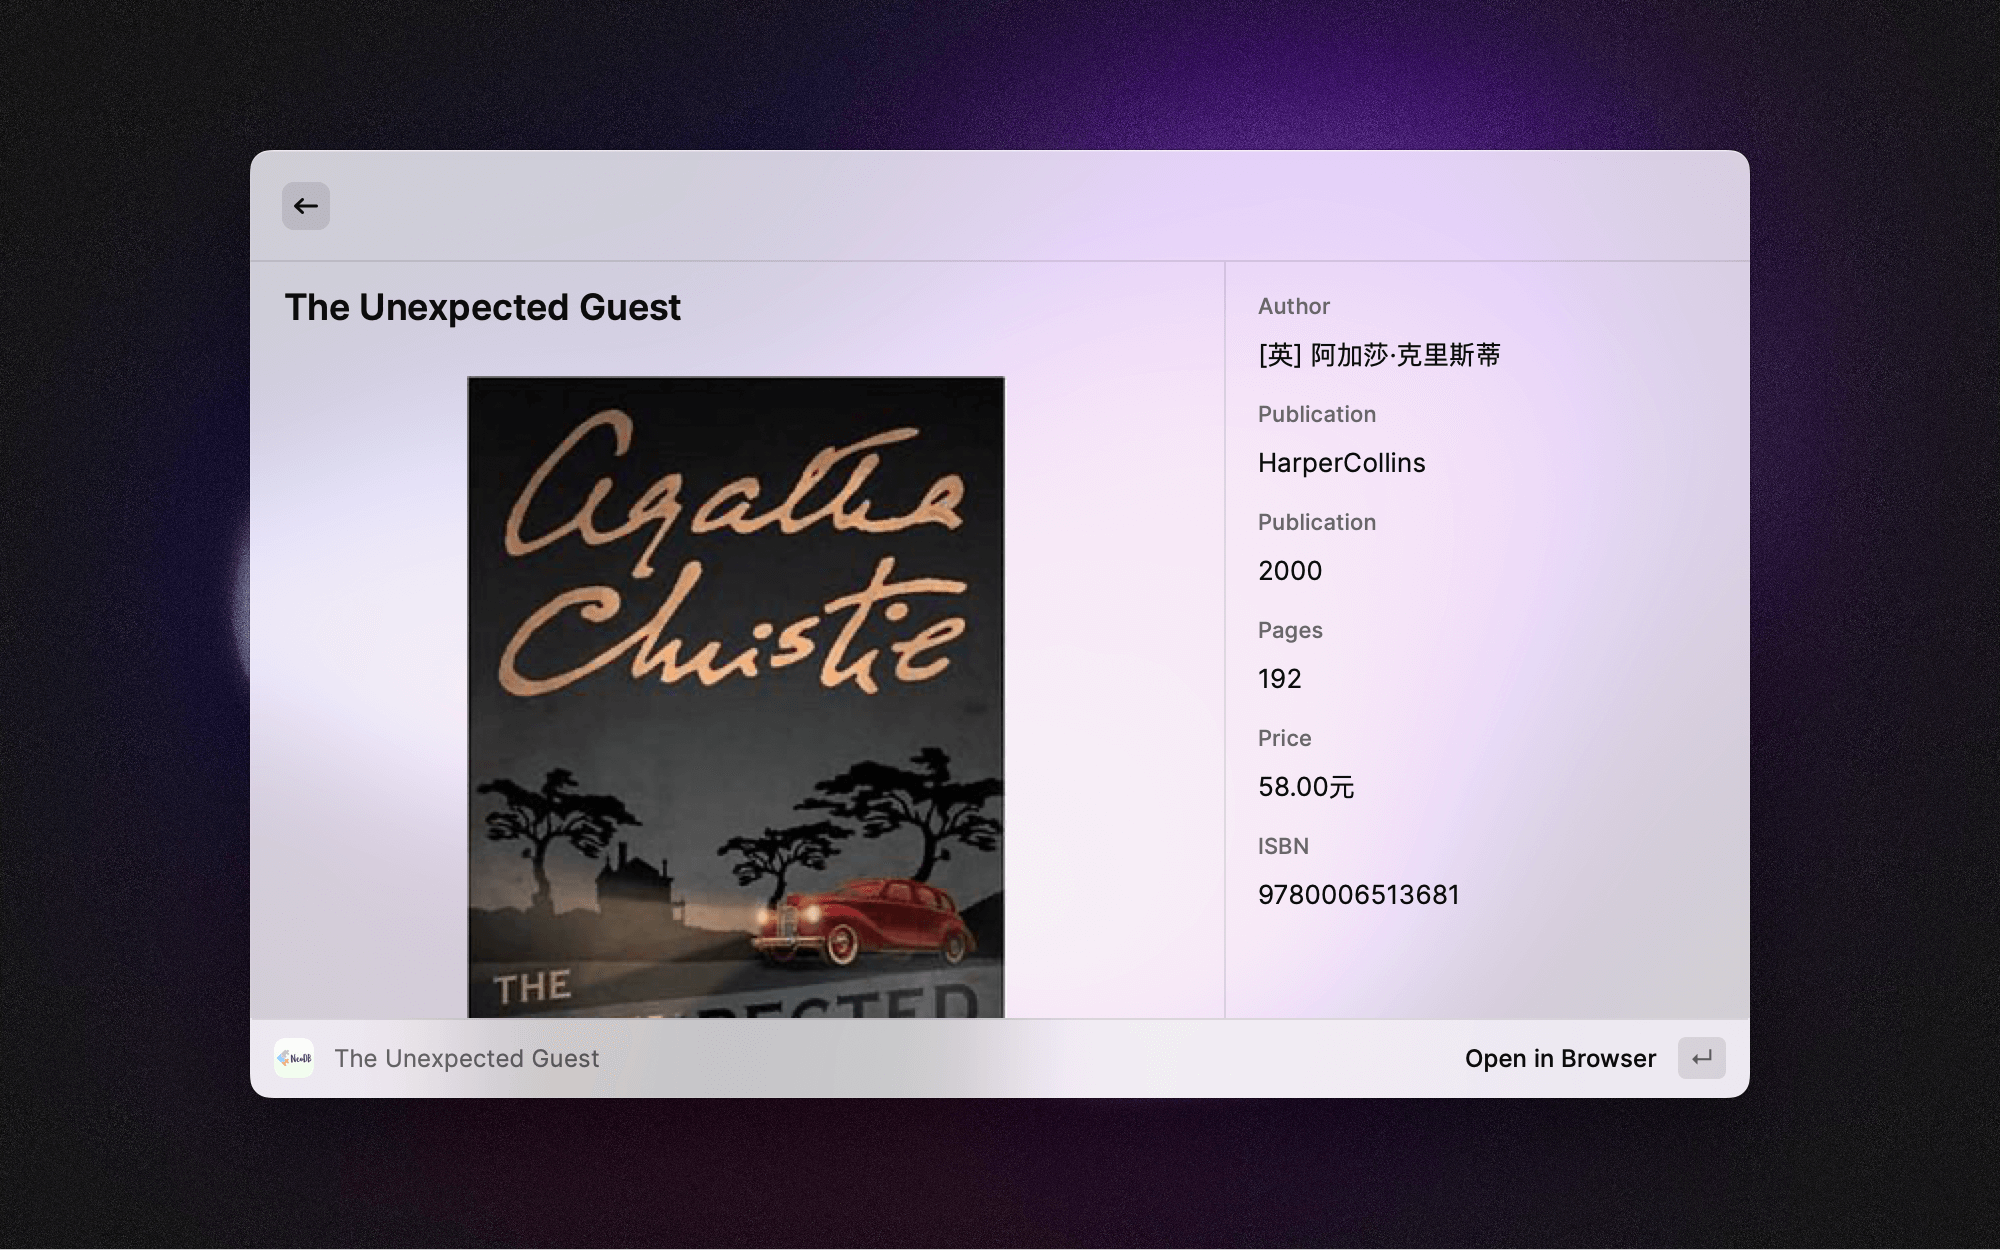 The Unexpected Guest
Agatha
Christie
THE
Author
[英] 阿加莎·克里斯蒂
Publication
HarperCollins
Publication
2000
Pages
192
Price
58.00元
ISBN
9780006513681
NeoDB
The Unexpected Guest
Open in Browser